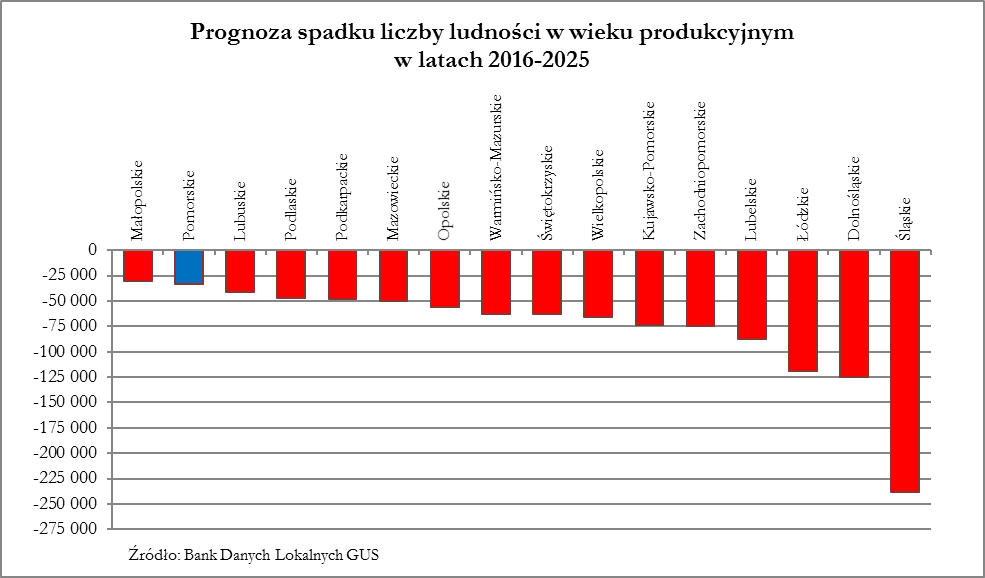 Prognoza spadku liczby ludności w wieku produkcyjnym
w latach 2016-2025
Małopolskie
Pomorskie
Lubuskie
Podlaskie
Podkarpackie
Mazowieckie
Opolskie
Warmińsko-Mazurskie
Świętokrzyskie
Wielkopolskie
Kujawsko-Pomorskie
Zachodniopomorskie
Lubelskie
Łódzkie
Dolnośląskie
Śląskie
0
-25 000
-50 000
-75 000
-100 000
-125 000
-150 000
-175 000
-200 000
-225 000
-250 000
-275 000
Źródło: Bank Danych Lokalnych GUS